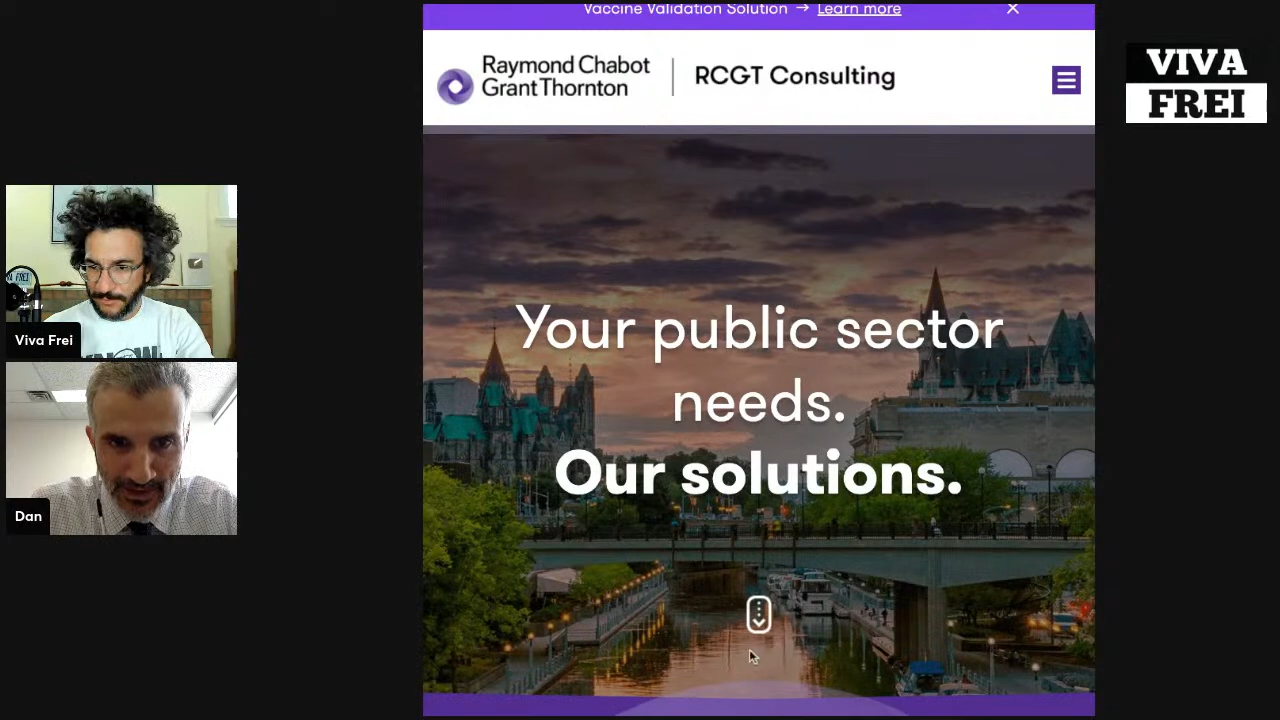 Vaccine Validation Solution → Learn more
Raymond Chabot
Grant Thornton
RCGT Consulting
VIVA
FREI
Your public sector
needs.
Our solutions.
Viva Frei
Dan